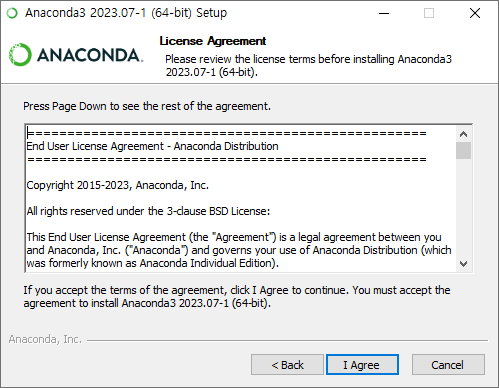 Anaconda3 2023.07-1 (64-bit) Setup
ANACONDA.
License Agreement
Please review the license terms before installing Anaconda3
2023.07-1 (64-bit).
Press Page Down to see the rest of the agreement.
==================================================
End User License Agreement - Anaconda Distribution
==================================================
Copyright 2015-2023, Anaconda, Inc.
All rights reserved under the 3-clause BSD License:
This End User License Agreement (the "Agreement") is a legal agreement between you
and Anaconda, Inc. ("Anaconda") and governs your use of Anaconda Distribution (which
was formerly known as Anaconda Individual Edition).
If you accept the terms of the agreement, click I Agree to continue. You must accept the
agreement to install Anaconda3 2023.07-1 (64-bit).
Anaconda, Inc.
< Back
I Agree
Cancel